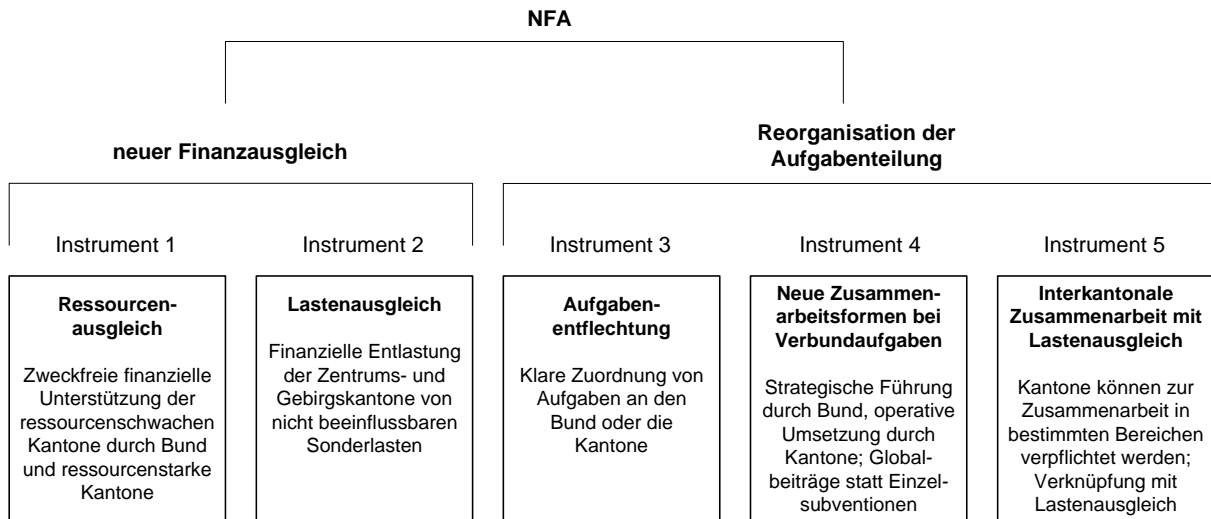 NFA
neuer Finanzausgleich
Reorganisation der
Aufgabenteilung
Instrument 1
Instrument 2
Instrument 3
Instrument 4
Instrument 5
Ressourcen-
ausgleich
Zweckfreie finanzielle
Unterstützung der
ressourcenschwachen
Kantone durch Bund
und ressourcenstarke
Kantone
Lastenausgleich
Finanzielle Entlastung
der Zentrums- und
Gebirgskantone von
nicht beeinflussbaren
Sonderlasten
Aufgaben-
entflechtung
Klare Zuordnung von
Aufgaben an den
Bund oder die
Kantone
Neue Zusammen-
arbeitsformen bei
Verbundaufgaben
Strategische Führung
durch Bund, operative
Umsetzung durch
Kantone; Global-
beiträge statt Einzel-
subventionen
Interkantonale
Zusammenarbeit mit
Lastenausgleich
Kantone können zur
Zusammenarbeit in
bestimmten Bereichen
verpflichtet werden;
Verknüpfung mit
Lastenausgleich